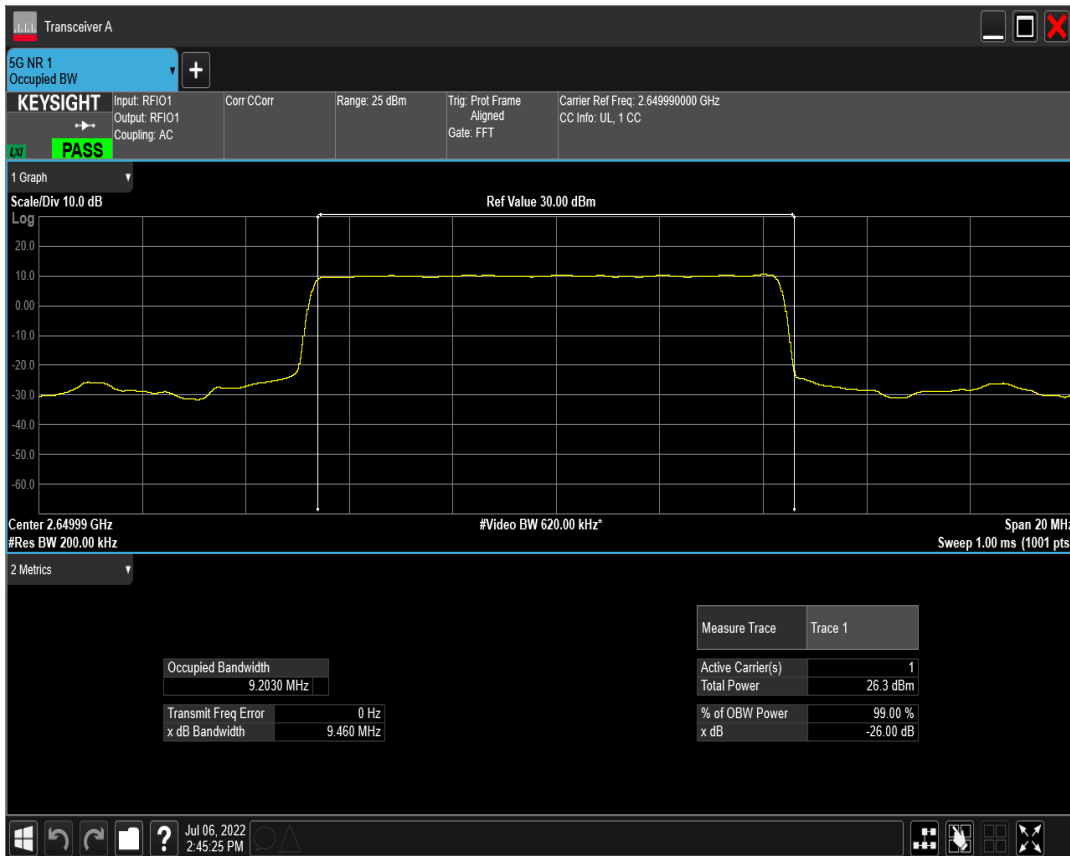 Transceiver A
5G NR 1
Occupied BW
+
KEYSIGHT
LXI
PASS
Input: RFIO1
Output: RFIO1
Coupling: AC
Corr CCorr
Range: 25 dBm
Trig: Prot Frame
Aligned
Gate: FFT
Carrier Ref Freq: 2.649990000 GHz
CC Info: UL, 1 CC
1 Graph
Scale/Div 10.0 dB
Ref Value 30.00 dBm
Log
20.0
10.0
0.00
-10.0
-20.0
-30.0
-40.0
-50.0
-60.0
Center 2.64999 GHz
#Video BW 620.00 kHz*
Span 20 MHz
#Res BW 200.00 kHz
Sweep 1.00 ms (1001 pts
2 Metrics
Measure Trace Trace 1
Occupied Bandwidth
9.2030 MHz
Active Carrier(s) 1
Total Power 26.3 dBm
Transmit Freq Error 0 Hz
x dB Bandwidth 9.460 MHz
% of OBW Power 99.00 %
x dB -26.00 dB
?
Jul 06, 2022
2:45:25 PM